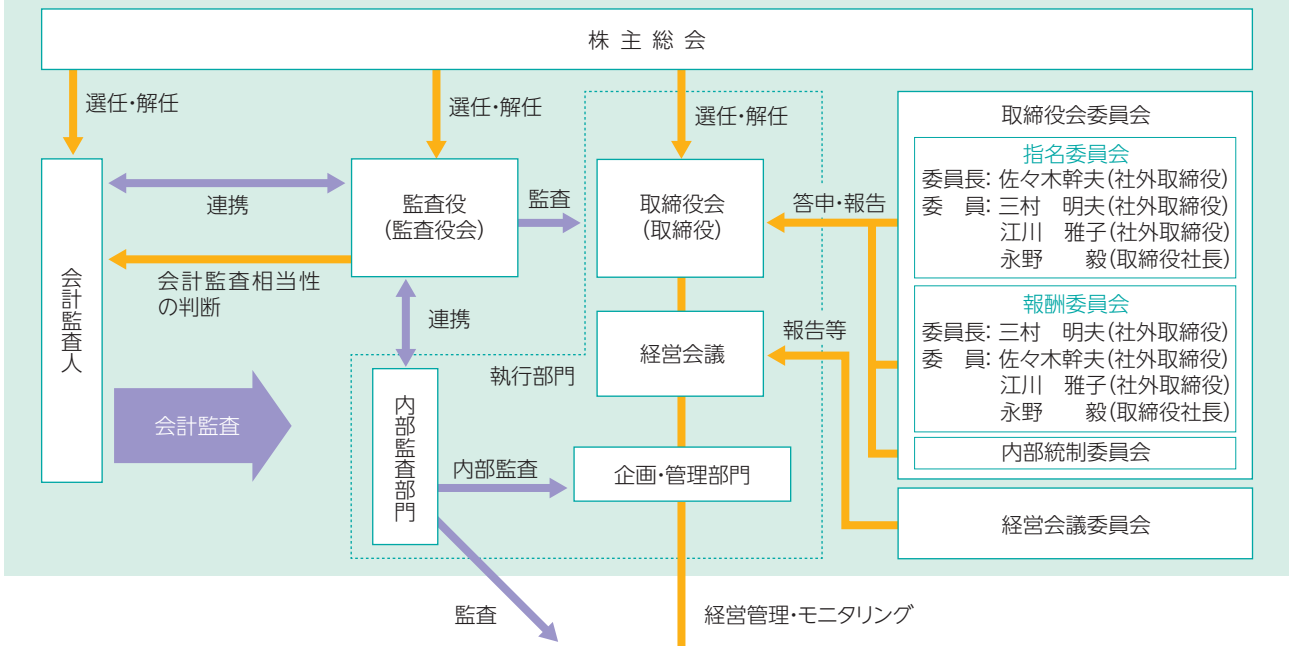 株主総会
選任・解任
選任・解任
選任・解任
会計監査人
連携
会計監査相当性
の判断
会計監査
監査役
(監査役会)
監査
連携
執行部門
内部監査部門
内部監査
監査
取締役会
(取締役)
経営会議
企画・管理部門
経営管理・モニタリング
答申・報告
報告等
取締役会委員会
指名委員会
委員長: 佐々木幹夫(社外取締役)
委　員: 三村　明夫(社外取締役)
江川　雅子(社外取締役)
永野　　毅(取締役社長)
報酬委員会
委員長: 三村　明夫(社外取締役)
委　員: 佐々木幹夫(社外取締役)
江川　雅子(社外取締役)
永野　　毅(取締役社長)
内部統制委員会
経営会議委員会